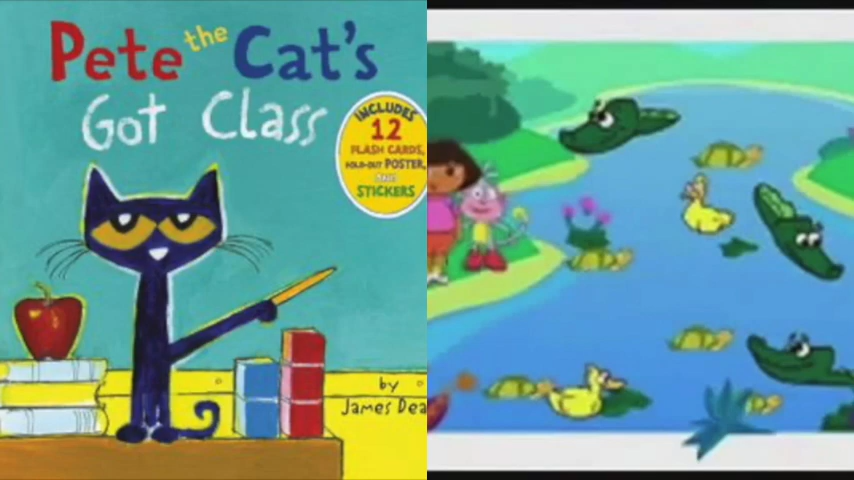 Pete the Cat's
Got Class
INCLUDES
12
FLASH CARDS,
FOLD-OUT POSTER,
AND
STICKERS
by
James Dea